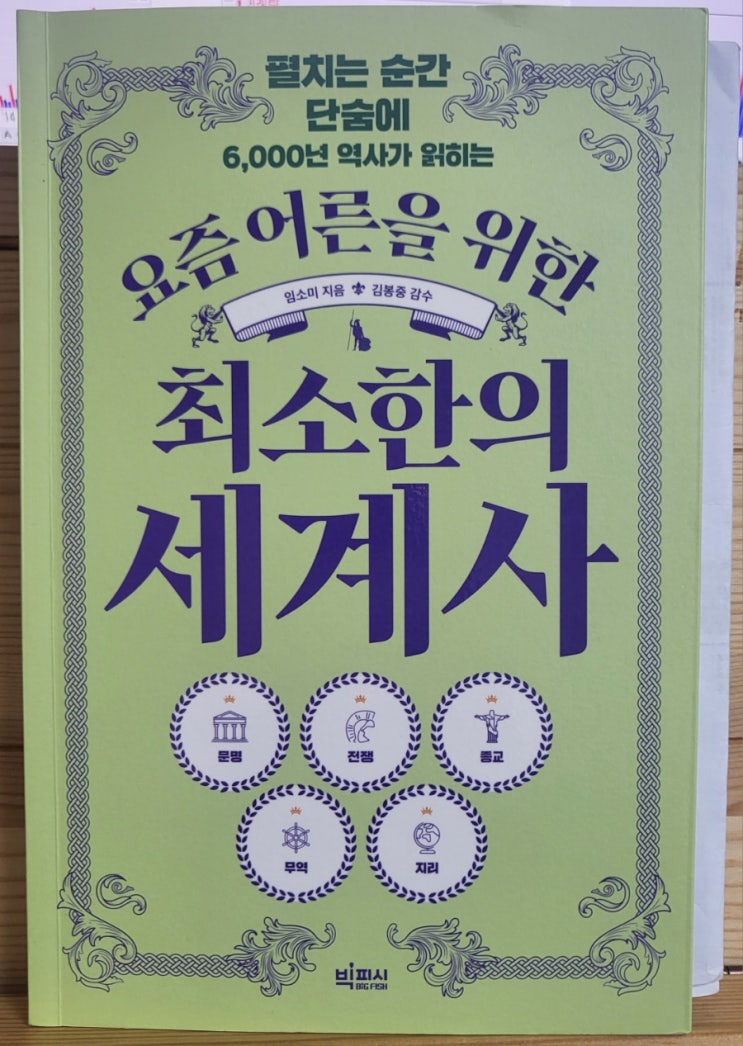 펼치는 순간
단숨에
6,000년 역사가 읽히는
요즘 어른을 위한
임소미 지음 김봉중 감수
최소한의
세계사
문명
전쟁
종교
무역
지리
빅피시
BIG FISH